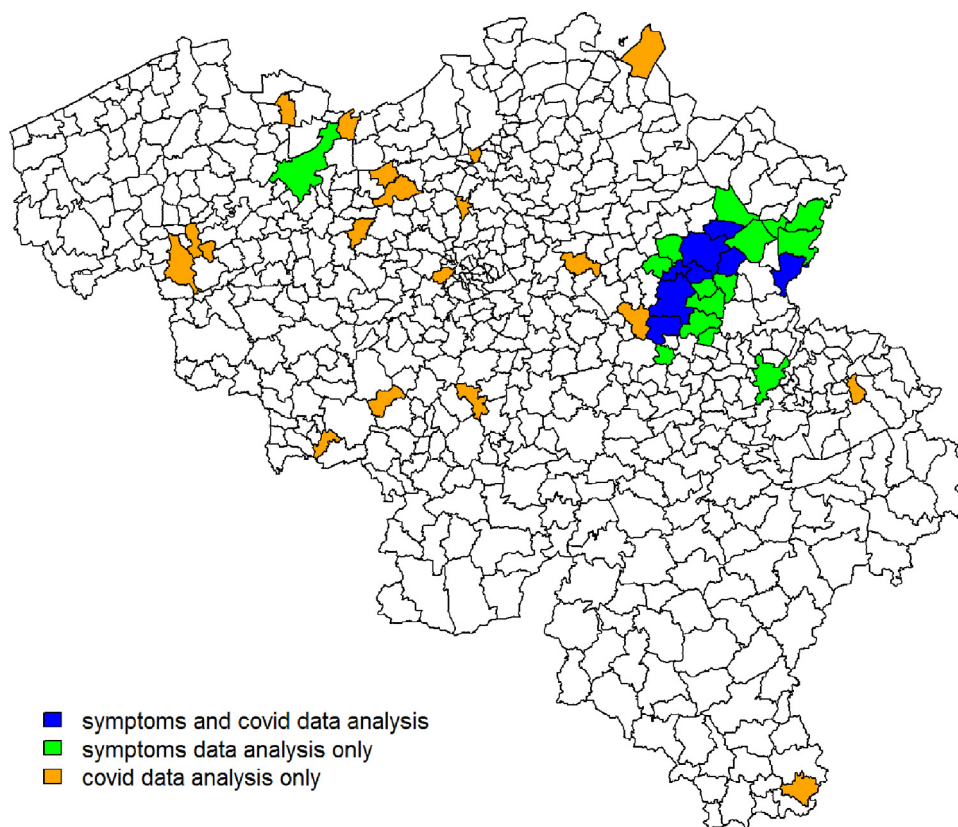 symptoms and covid data analysis
symptoms data analysis only
covid data analysis only